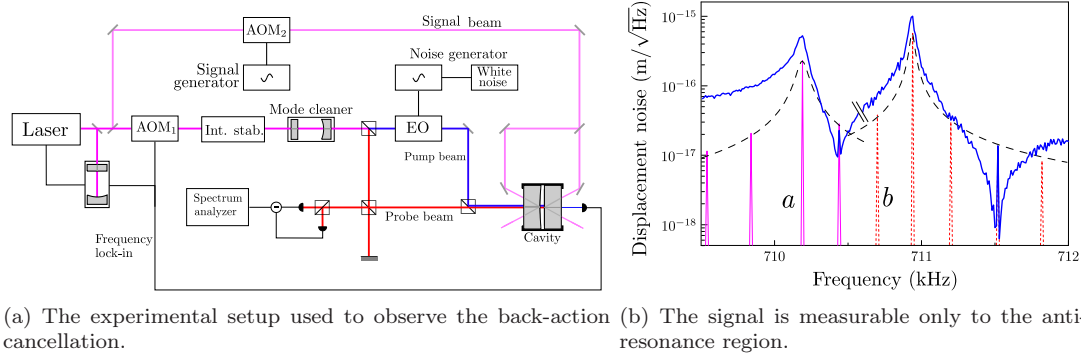 Signal beam
AOM2
Noise generator
Signal
generator
White
noise
Mode cleaner
Laser
AOM1
Int. stab.
EO
Pump beam
Spectrum
analyzer
Probe beam
Cavity
Frequency
lock-in
Displacement noise (m/√Hz)
10−15
10−16
10−17
10−18
a
b
710
711
712
Frequency (kHz)
(a) The experimental setup used to observe the back-action
cancellation.
(b) The signal is measurable only to the anti-
resonance region.